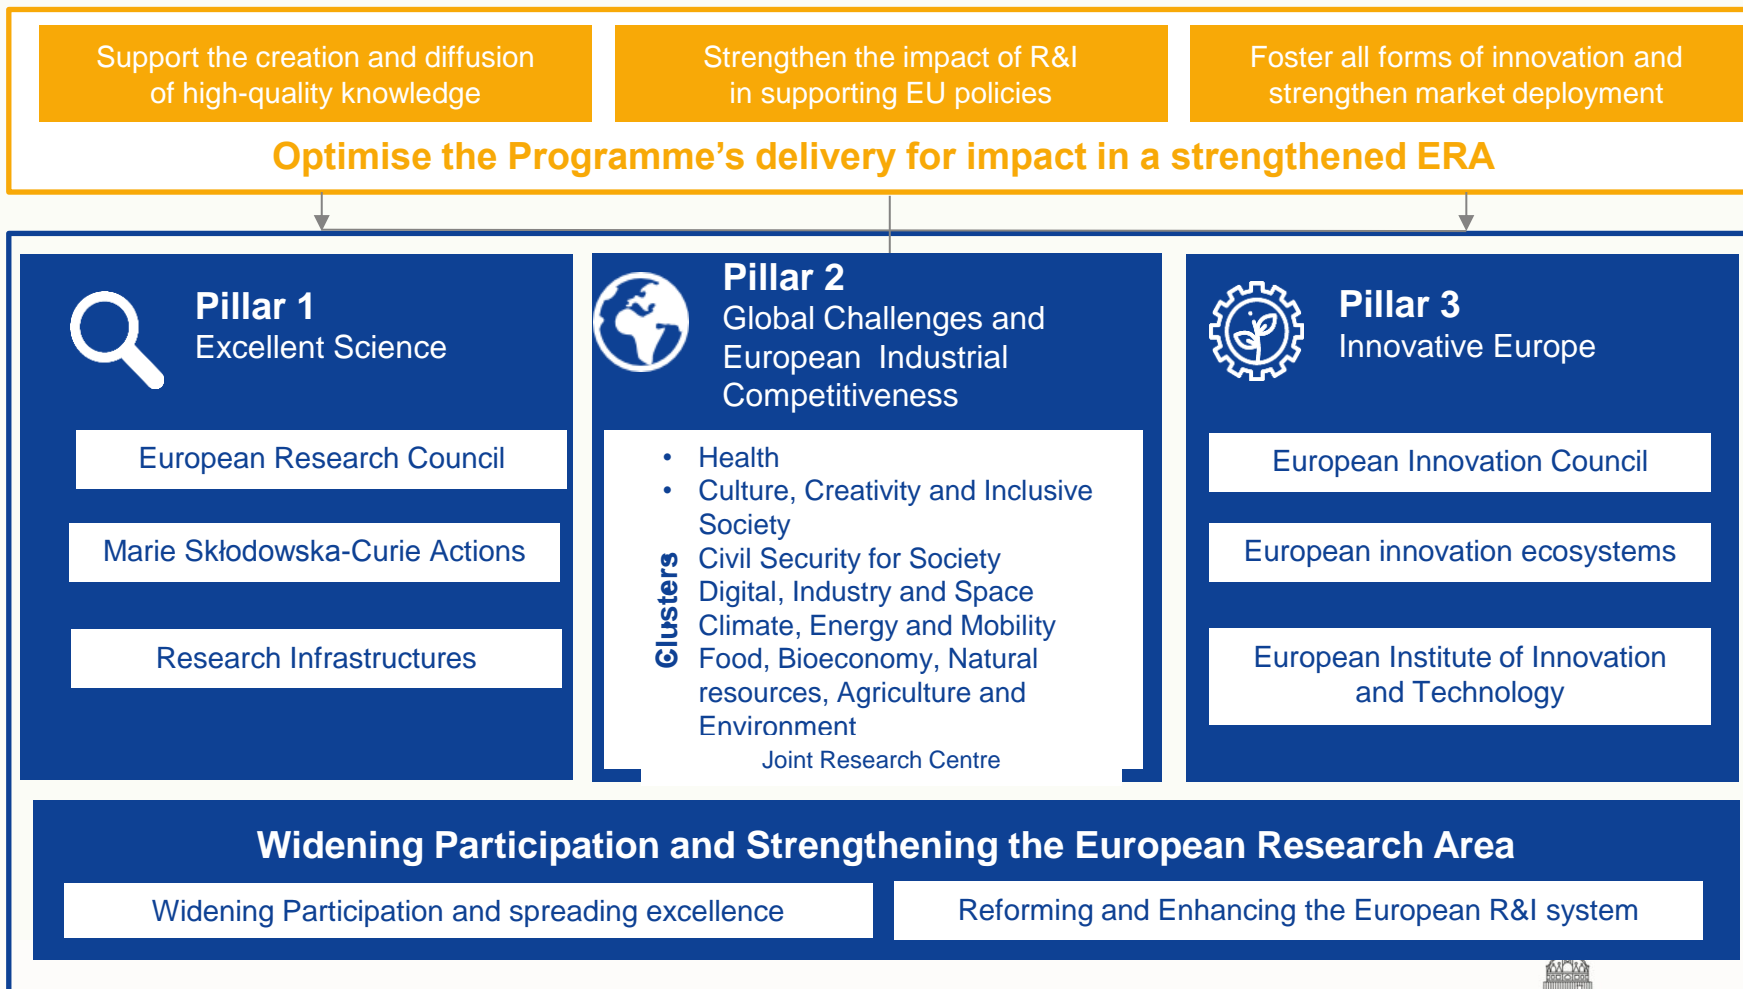 Support the creation and diffusion
of high-quality knowledge
Strengthen the impact of R&I
in supporting EU policies
Foster all forms of innovation and
strengthen market deployment
Optimise the Programme’s delivery for impact in a strengthened ERA
Pillar 1
Excellent Science
European Research Council
Marie Skłodowska-Curie Actions
Research Infrastructures
Pillar 2
Global Challenges and
European Industrial
Competitiveness
Clusters
• Health
• Culture, Creativity and Inclusive
Society
Civil Security for Society
Digital, Industry and Space
Climate, Energy and Mobility
Food, Bioeconomy, Natural
resources, Agriculture and
Environment
Joint Research Centre
Pillar 3
Innovative Europe
European Innovation Council
European innovation ecosystems
European Institute of Innovation
and Technology
Widening Participation and Strengthening the European Research Area
Widening Participation and spreading excellence
Reforming and Enhancing the European R&I system